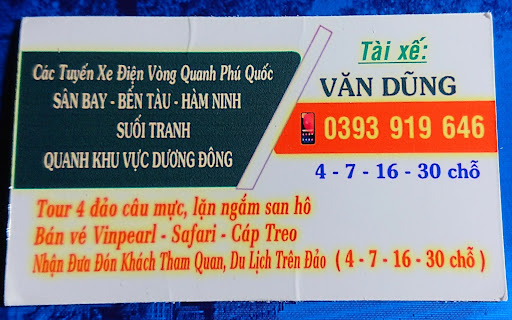 Các Tuyến Xe Điện Vòng Quanh Phú Quốc
SÂN BAY - BẾN TÀU - HÀM NINH
SUỐI TRANH
QUANH KHU VỰC DƯƠNG ĐÔNG
Tài xế:
VĂN DŨNG
0393 919 646
4 - 7 - 16 - 30 chỗ
Tour 4 đảo câu mực, lặn ngắm san hô
Bán vé Vinpearl - Safari - Cáp Treo
Nhận Đưa Đón Khách Tham Quan, Du Lịch Trên Đảo ( 4 - 7 - 16 - 30 chỗ )